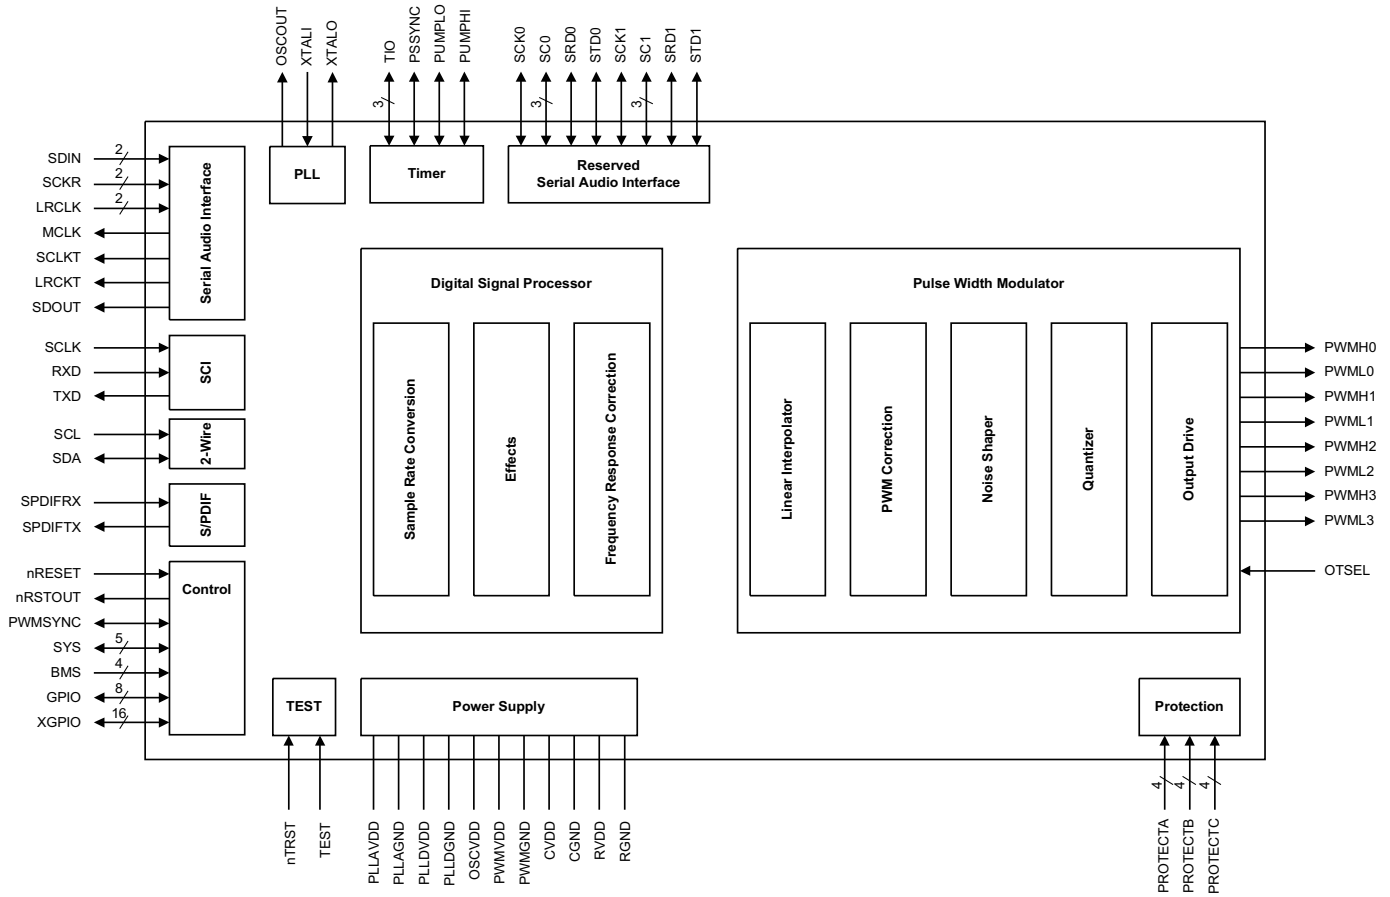 OSCOUT
XTALI
XTALO
TIO
PSSYNC
PUMPLO
PUMPHI
SCK0
SC0
SRD0
STD0
SCK1
SC1
SRD1
STD1
3
3
3
PLL
Timer
Reserved
Serial Audio Interface
SDIN
2
SCKR
2
LRCLK
2
MCLK
SCLKT
LRCKT
SDOUT
Serial Audio Interface
SCLK
RXD
TXD
SCI
SCL
SDA
2-Wire
SPDIFRX
SPDIFTX
S/PDIF
nRESET
nRSTOUT
PWMSYNC
SYS
5
BMS
4
GPIO
8
XGPIO
16
Control
Digital Signal Processor
Sample Rate Conversion
Effects
Frequency Response Correction
Pulse Width Modulator
Linear Interpolator
PWM Correction
Noise Shaper
Quantizer
Output Drive
PWMH0
PWML0
PWMH1
PWML1
PWMH2
PWML2
PWMH3
PWML3
OTSEL
TEST
nTRST
TEST
Power Supply
PLLAVDD
PLLAGND
PLLDVDD
PLLDGND
OSCVDD
PWMVDD
PWMGND
CVDD
CGND
RVDD
RGND
Protection
4
4
4
PROTECTA
PROTECTB
PROTECTC